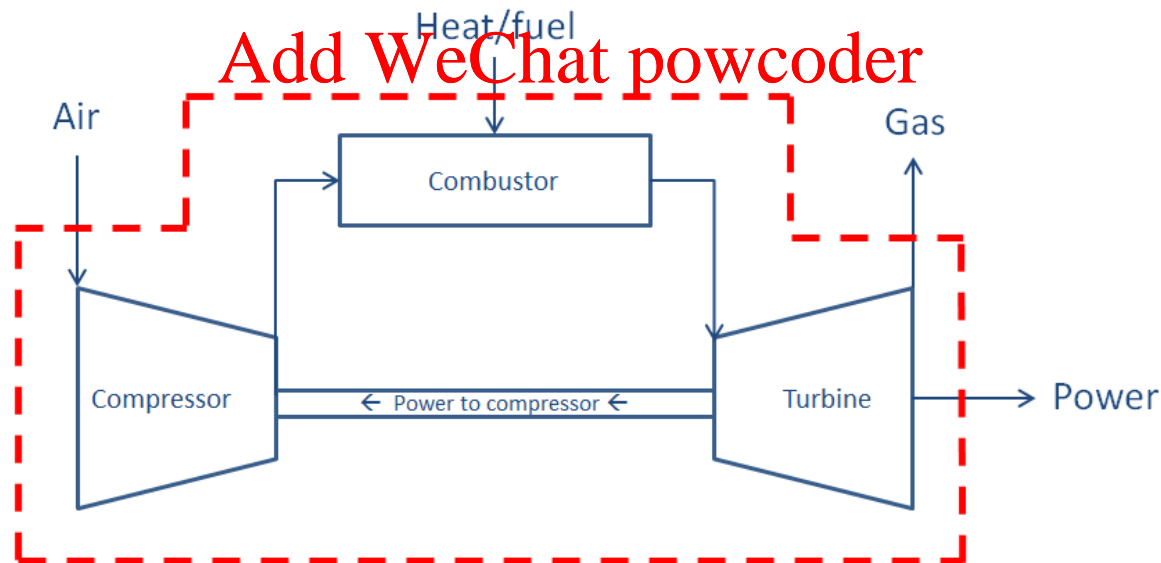 Heat/fuel
Add WeChat powcoder
Air
Gas
Combustor
Compressor
← Power to compressor ←
Turbine
Power